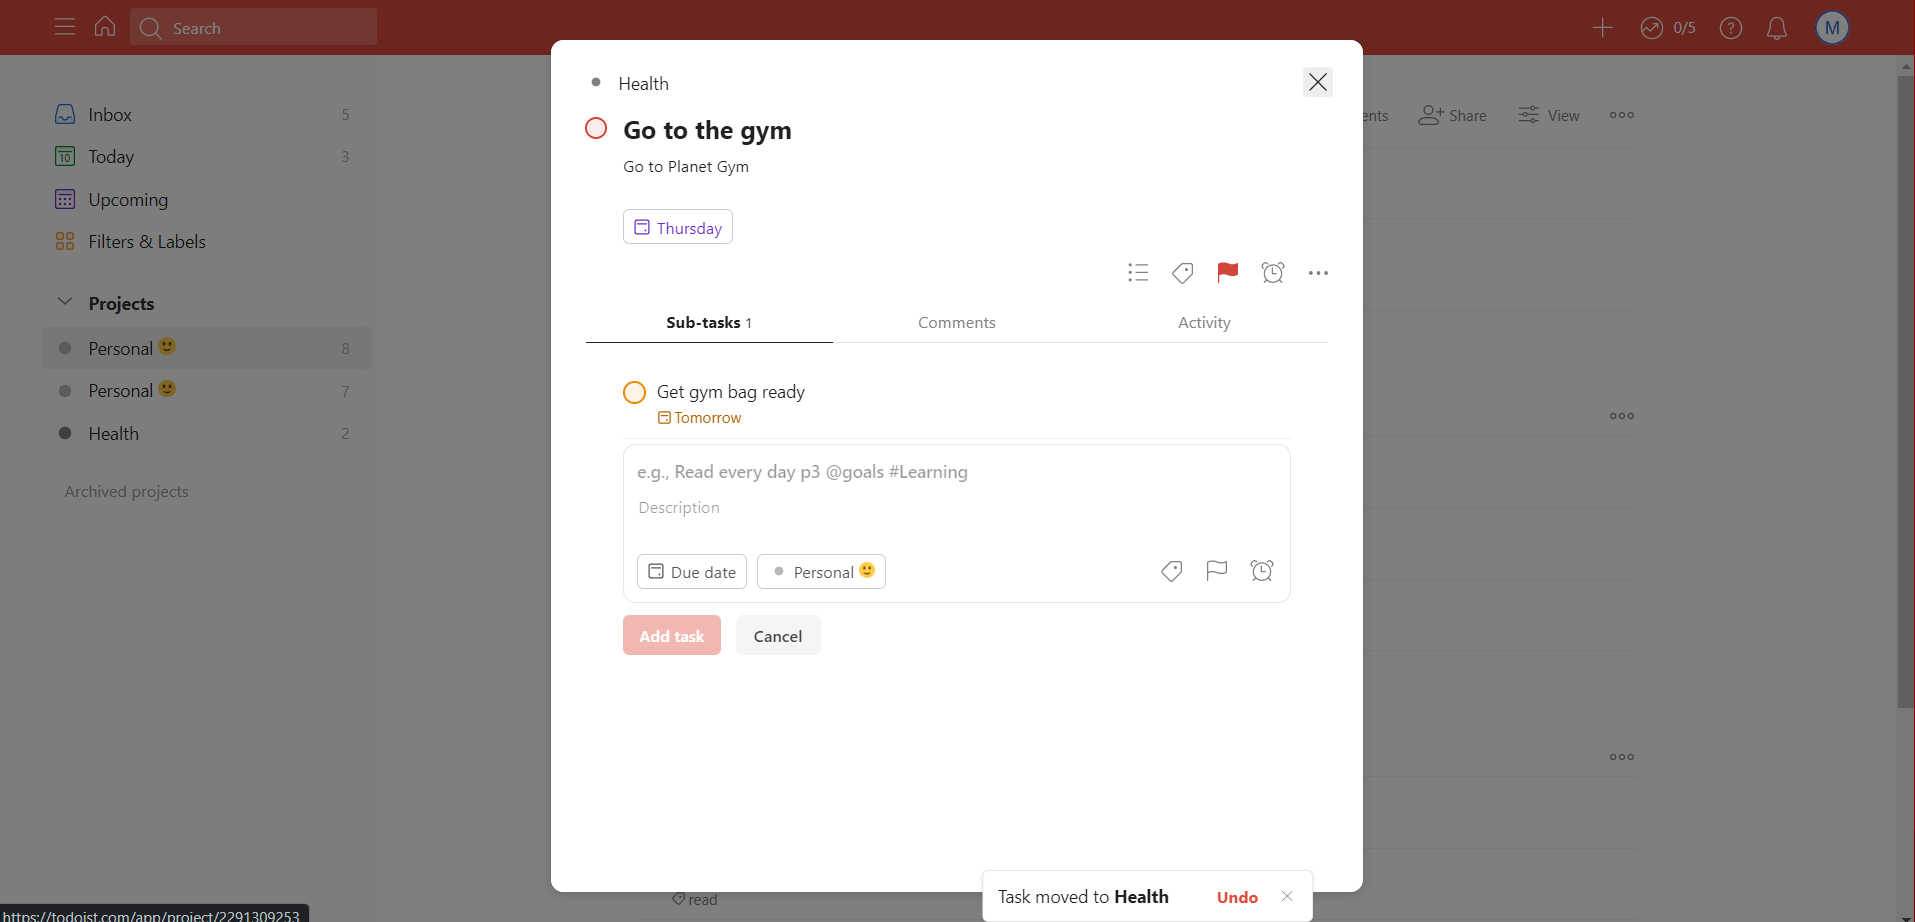 Search
0/5
M
Inbox 5
10 Today 3
Upcoming
Filters & Labels
Projects
Personal 8
Personal 7
Health 2
Archived projects
ents Share View
Health
Go to the gym
Go to Planet Gym
Thursday
Sub-tasks 1 Comments Activity
Get gym bag ready
Tomorrow
e.g., Read every day p3 @goals #Learning
Description
Due date Personal
Add task Cancel
read
Task moved to Health Undo
https://todoist.com/app/project/2291309253